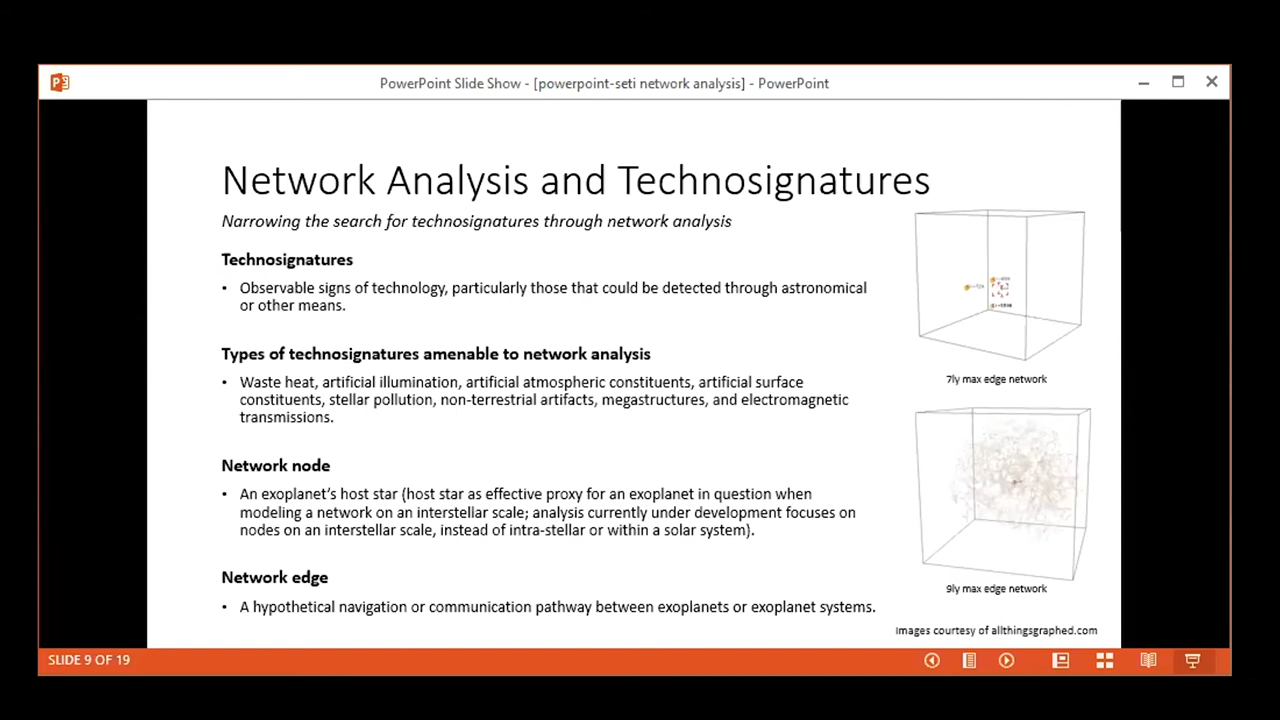 PowerPoint Slide Show - [powerpoint-seti network analysis] - PowerPoint
Network Analysis and Technosignatures
Narrowing the search for technosignatures through network analysis
Technosignatures
• Observable signs of technology, particularly those that could be detected through astronomical
or other means.
Types of technosignatures amenable to network analysis
• Waste heat, artificial illumination, artificial atmospheric constituents, artificial surface
constituents, stellar pollution, non-terrestrial artifacts, megastructures, and electromagnetic
transmissions.
Network node
• An exoplanet’s host star (host star as effective proxy for an exoplanet in question when
modeling a network on an interstellar scale; analysis currently under development focuses on
nodes on an interstellar scale, instead of intra-stellar or within a solar system).
Network edge
• A hypothetical navigation or communication pathway between exoplanets or exoplanet systems.
7ly max edge network
9ly max edge network
Images courtesy of allthingsgraphed.com
SLIDE 9 OF 19